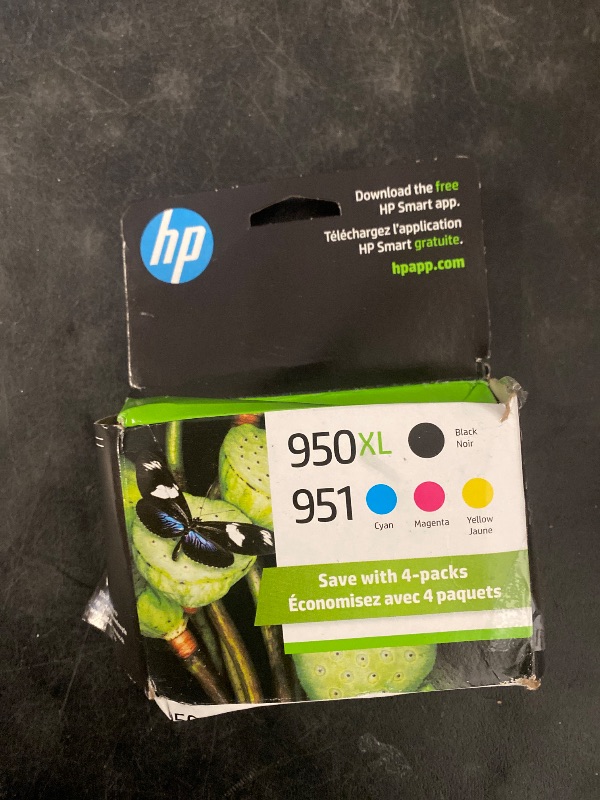 hp
Download the free
HP Smart app.
Téléchargez l'application
HP Smart gratuite.
hpapp.com
950XL
Black
Noir
951
Cyan
Magenta
Yellow
Jaune
Save with 4-packs
Économisez avec 4 paquets